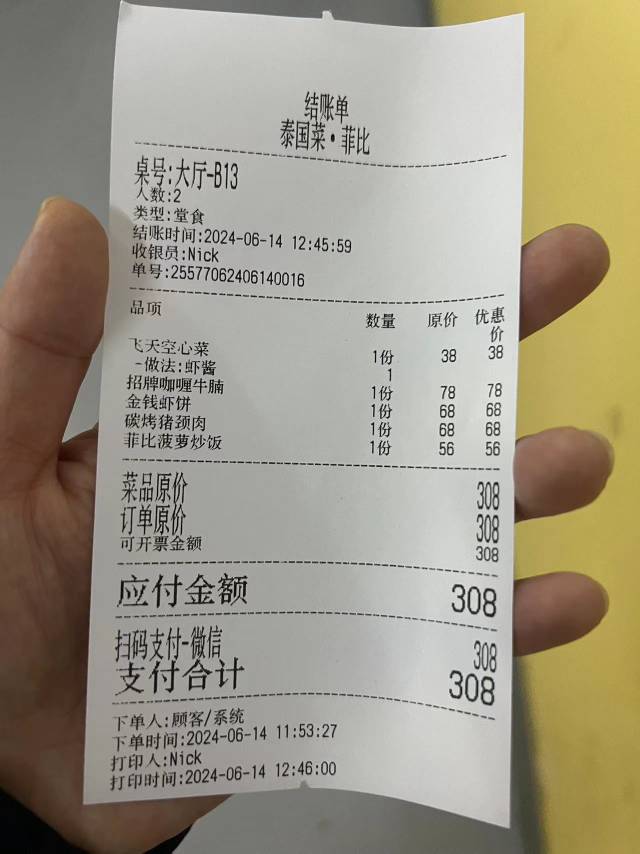 结账单
泰国菜•菲比
桌号:大厅-B13
人数:2
类型:堂食
结账时间:2024-06-14 12:45:59
收银员:Nick
单号:25577062406140016
品项 数量 原价 优惠价
飞天空心菜 1份 38 38
-做法:虾酱 1
招牌咖喱牛腩 1份 78 78
金钱虾饼 1份 68 68
碳烤猪颈肉 1份 68 68
菲比菠萝炒饭 1份 56 56
菜品原价 308
订单原价 308
可开票金额 308
应付金额 308
扫码支付-微信 308
支付合计 308
下单人:顾客/系统
下单时间:2024-06-14 11:53:27
打印人:Nick
打印时间:2024-06-14 12:46:00